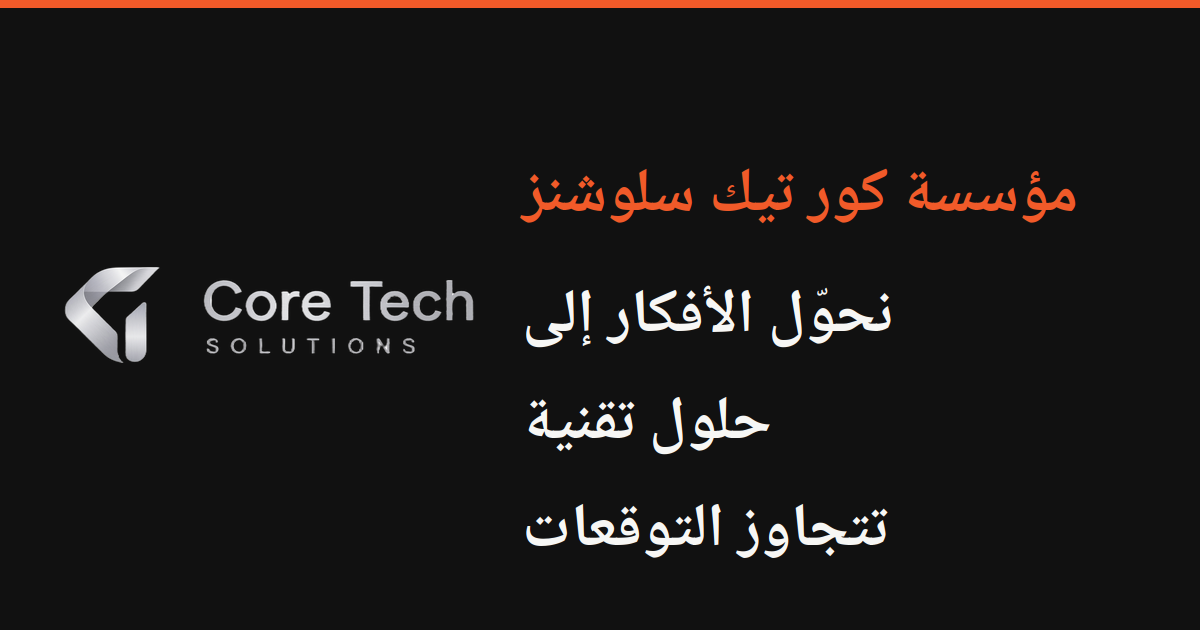 مؤسسة كور تيك سلوشنز
نحوّل الأفكار إلى
حلول تقنية
تتجاوز التوقعات
Core Tech
SOLUTIONS